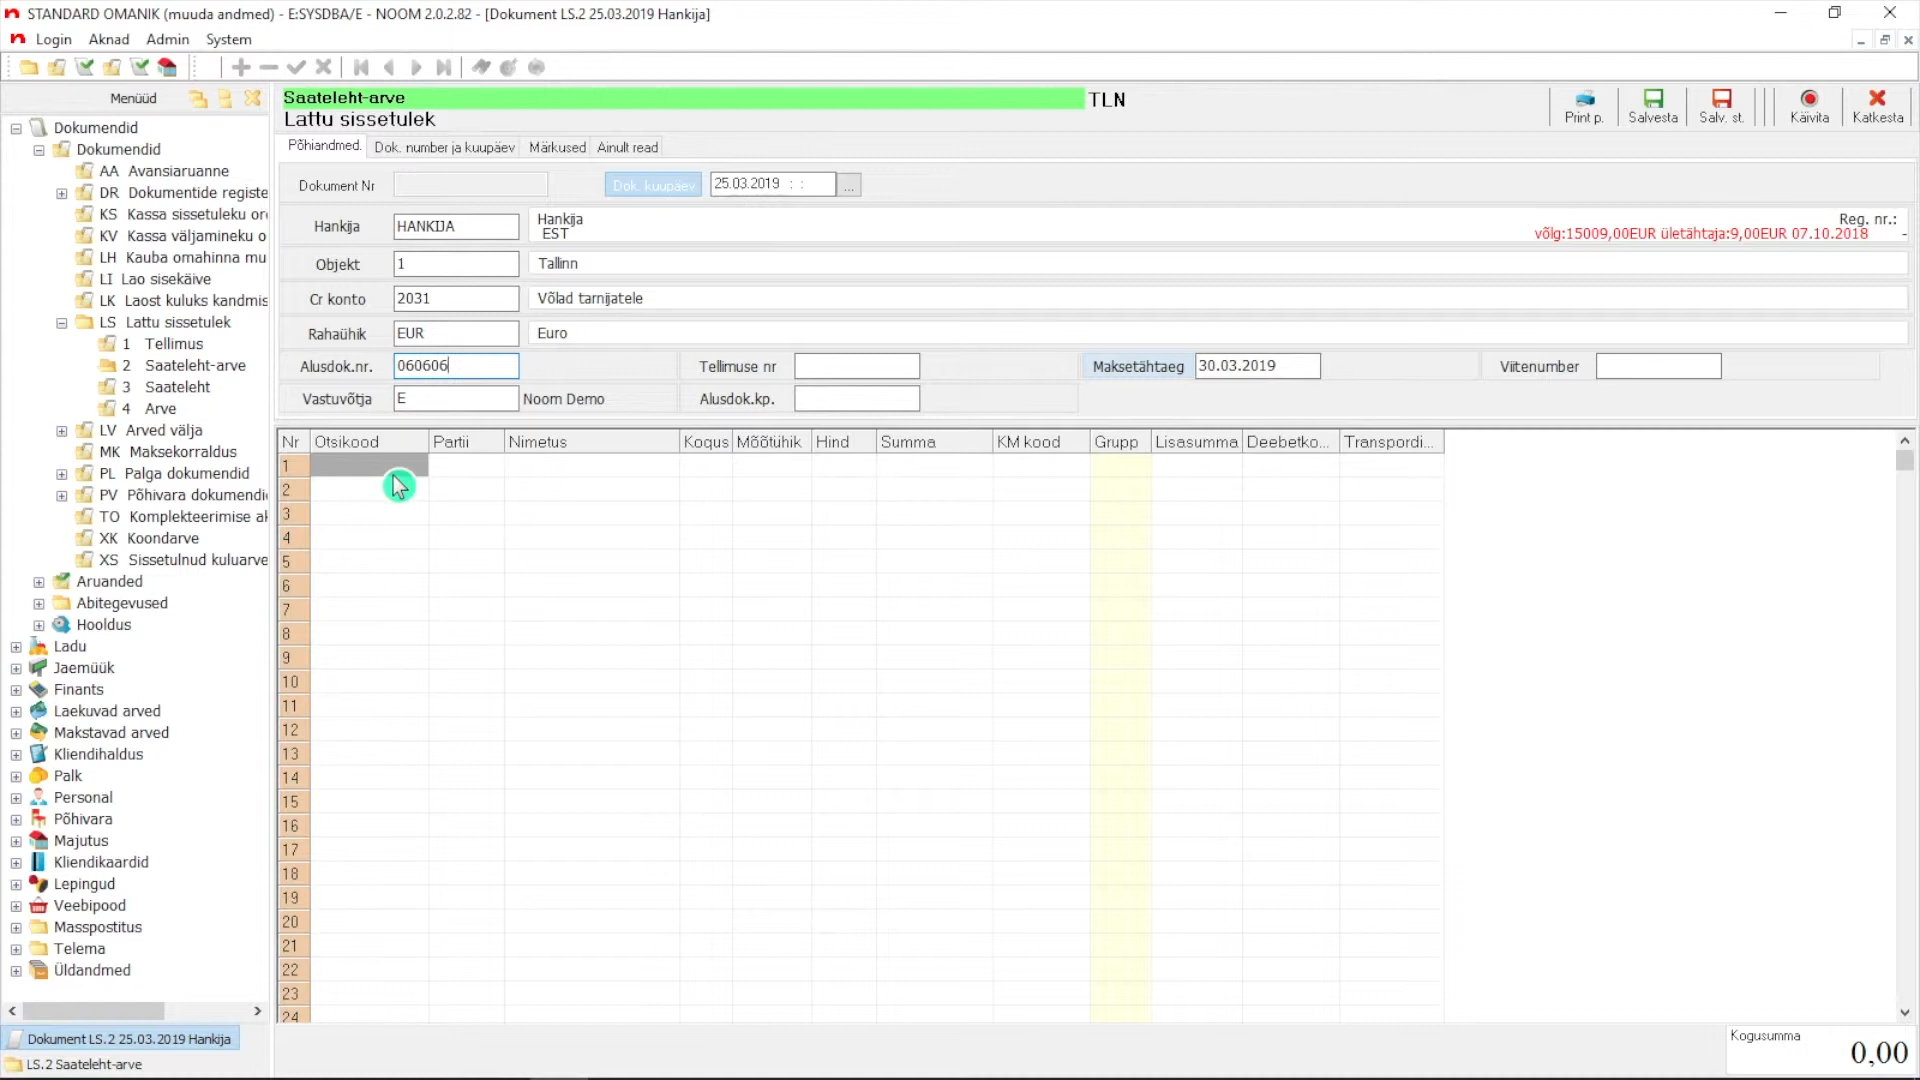 STANDARD OMANIK (muuda andmed) - E:SYSDBA/E - NOOM 2.0.2.82 - [Dokument LS.2 25.03.2019 Hankija]
Login Aknad Admin System
Menüüd
Dokumendid
Dokumendid
AA Avansiaruanne
DR Dokumentide registe
KS Kassa sissetuleku or
KV Kassa väljamineku o
LH Kauba omahinna mu
LI Lao sisekäive
LK Laost kuluks kandmis
LS Lattu sissetulek
1 Tellimus
2 Saateleht-arve
3 Saateleht
4 Arve
LV Arved välja
MK Maksekorraldus
PL Palga dokumendid
PV Põhivara dokumendi
TO Komplekteerimise a
XK Koondarve
XS Sissetulnud kuluarve
Aruanded
Abitegevused
Hooldus
Ladu
Jaemüük
Finants
Laekuvad arved
Makstavad arved
Kliendihaldus
Palk
Personal
Põhivara
Majutus
Kliendikaardid
Lepingud
Veebipood
Masspostitus
Telema
Üldandmed
Dokument LS.2 25.03.2019 Hankija
LS.2 Saateleht-arve
Saateleht-arve TLN
Lattu sissetulek
Print p. Salvesta Salv. st. Käivita Katkesta
Põhiandmed. Dok. number ja kuupäev Märkused Ainult read
Dokument Nr Dok. kuupäev 25.03.2019 : : ...
Hankija HANKIJA Hankija Reg. nr.:
EST võlg:15009,00EUR ületähtaja:9,00EUR 07.10.2018 -
Objekt 1 Tallinn
Cr konto 2031 Võlad tarnijatele
Rahaühik EUR Euro
Alusdok.nr. 060606 Tellimuse nr Maksetähtaeg 30.03.2019 Viitenumber
Vastuvõtja E Noom Demo Alusdok.kp.
Nr Otsikood Partii Nimetus Kogus Mõõtühik Hind Summa KM kood Grupp Lisasumma Deebetko... Transpordi...
1
2
3
4
5
6
7
8
9
10
11
12
13
14
15
16
17
18
19
20
21
22
23
24
Kogusumma
0,00